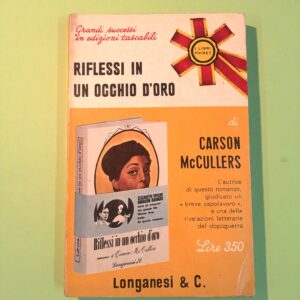 Grandi successi
in edizioni tascabili
I LIBRI
POCKET
RIFLESSI IN
UN OCCHIO D'ORO
di
CARSON
McCULLERS
L'autrice
di questo romanzo,
giudicato un
« breve capolavoro »,
è una delle
rivelazioni letterarie
del dopoguerra
Lire 350
Riflessi in un occhio d'oro
Longanesi & C.